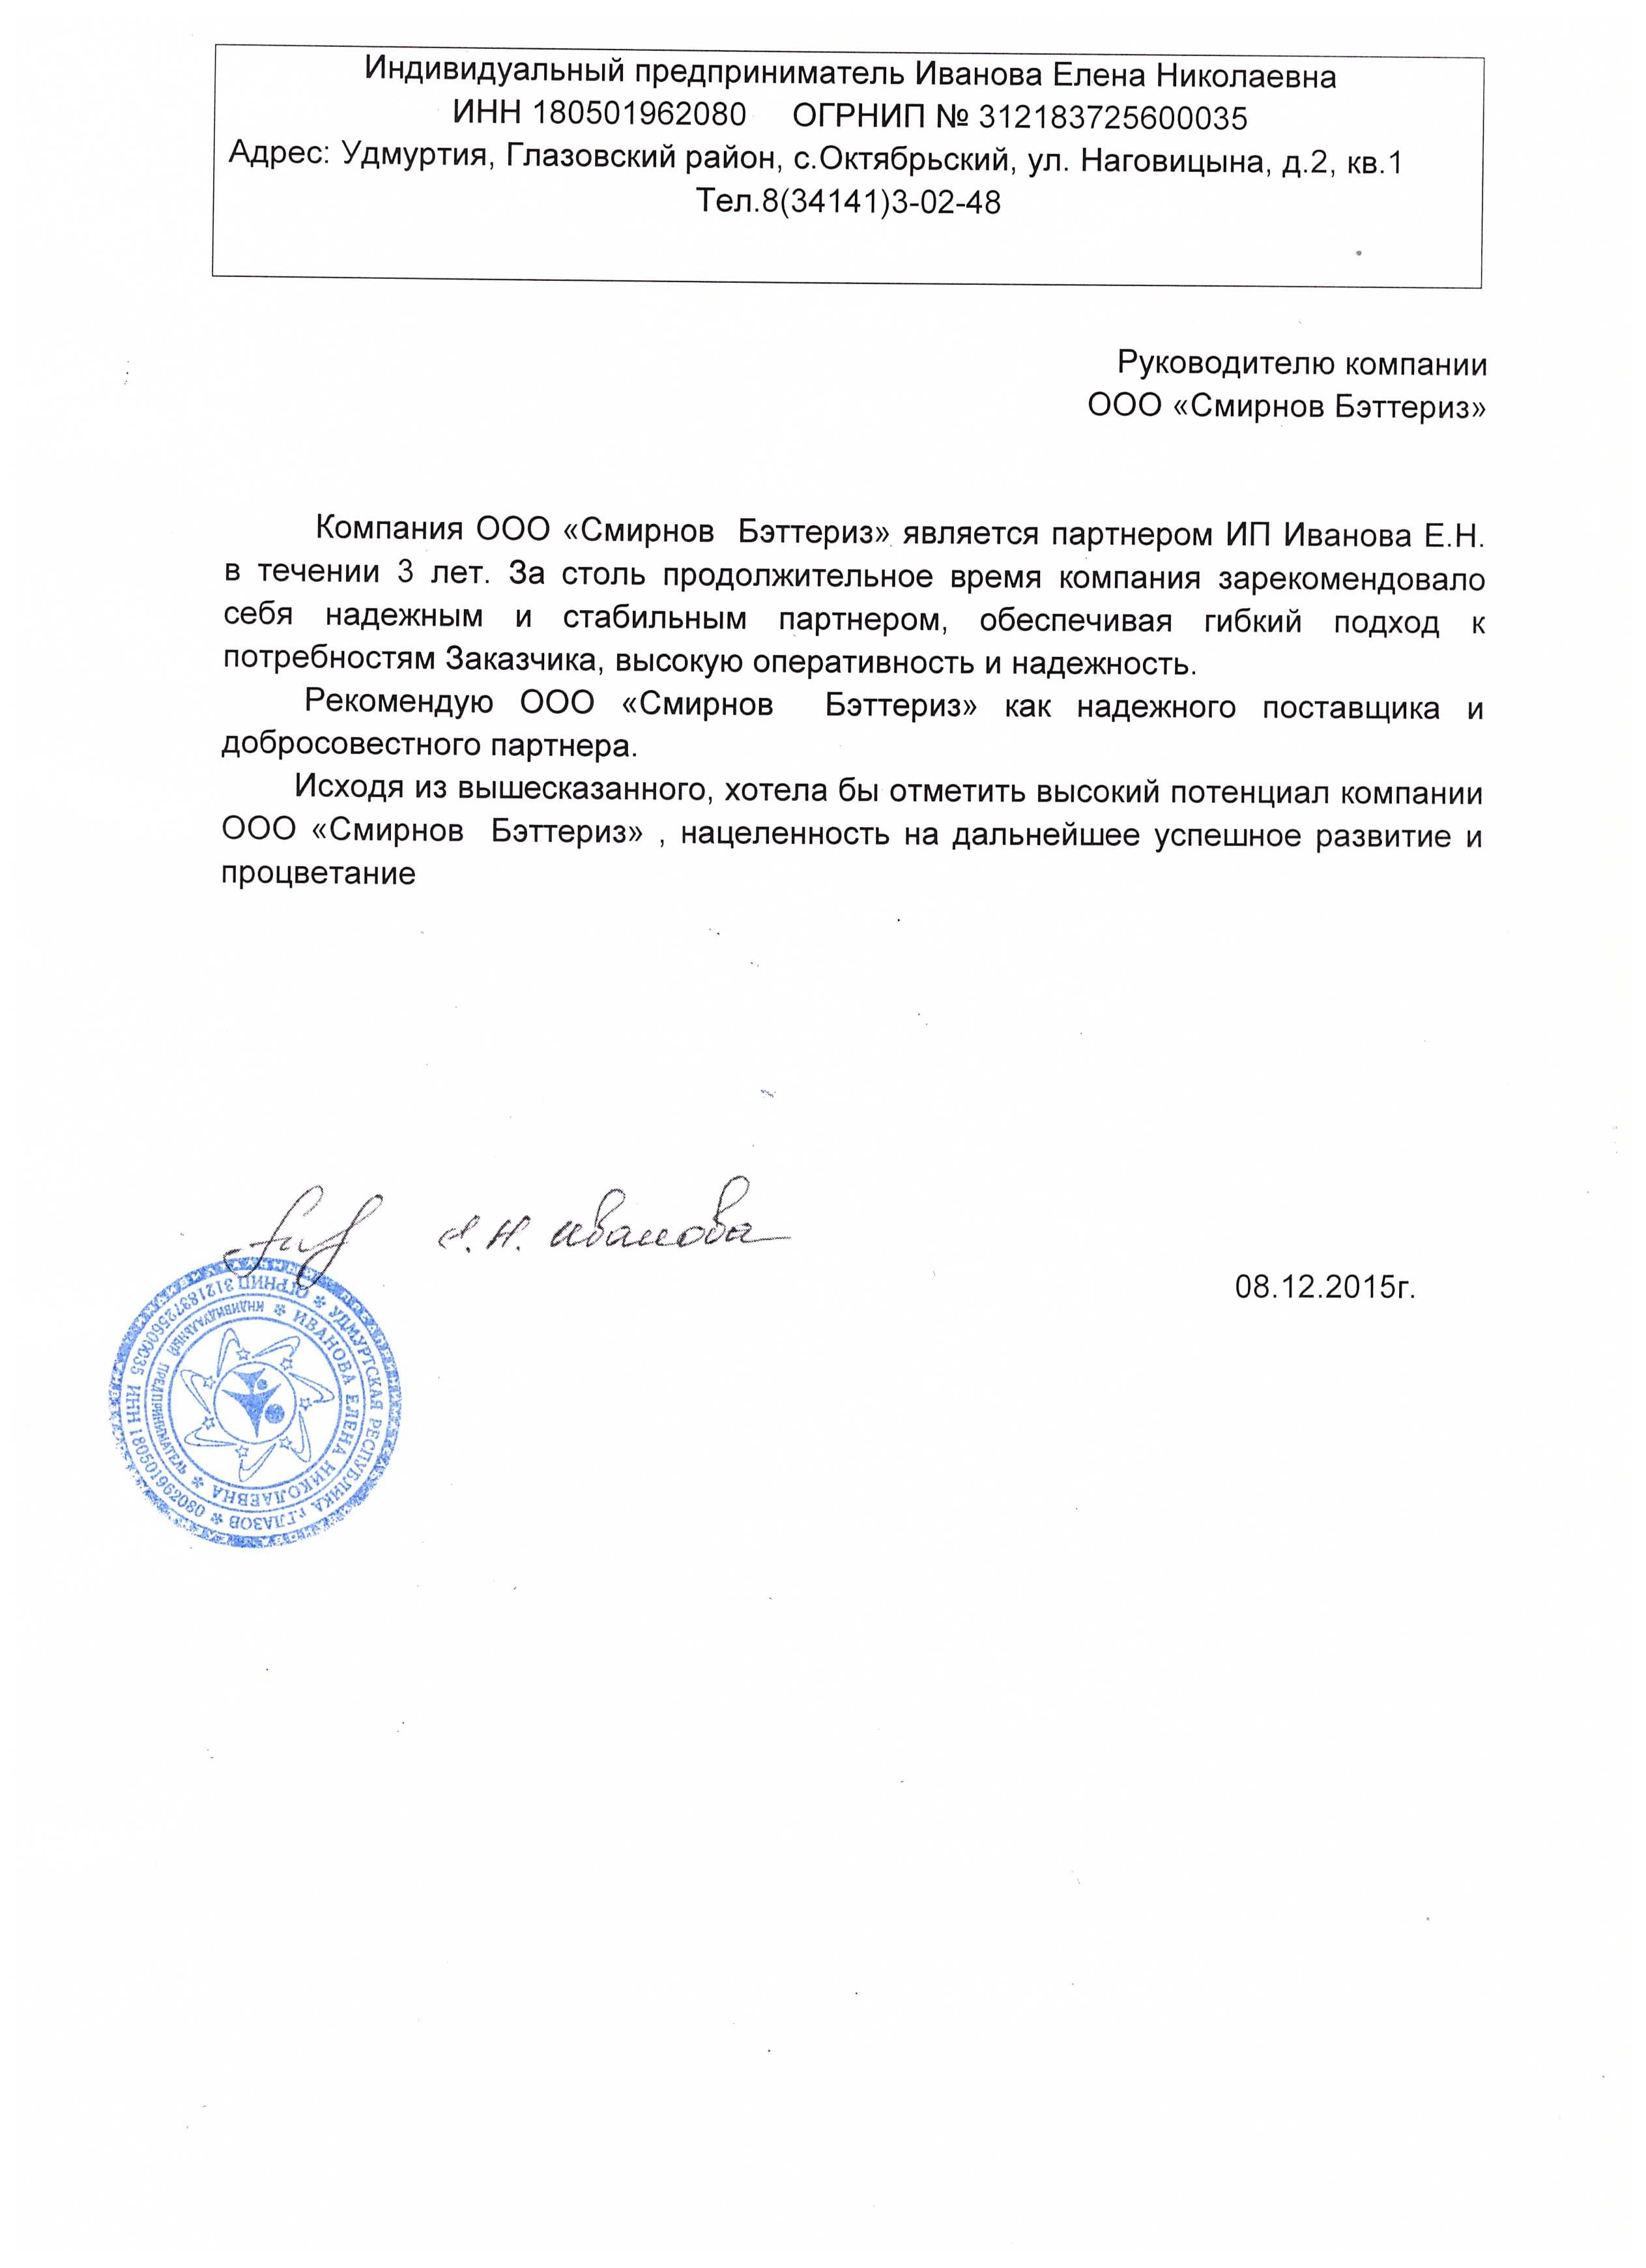 Индивидуальный предприниматель Иванова Елена Николаевна
ИНН 180501962080 ОГРНИП № 312183725600035
Адрес: Удмуртия, Глазовский район, с.Октябрьский, ул. Наговицына, д.2, кв.1
Тел.8(34141)3-02-48
Руководителю компании
ООО «Смирнов Бэттериз»
Компания ООО «Смирнов Бэттериз» является партнером ИП Иванова Е.Н.
в течении 3 лет. За столь продолжительное время компания зарекомендовало
себя надежным и стабильным партнером, обеспечивая гибкий подход к
потребностям Заказчика, высокую оперативность и надежность.
Рекомендую ООО «Смирнов Бэттериз» как надежного поставщика и
добросовестного партнера.
Исходя из вышесказанного, хотела бы отметить высокий потенциал компании
ООО «Смирнов Бэттериз» , нацеленность на дальнейшее успешное развитие и
процветание
Е.Н. Иванова
08.12.2015г.
* УДМУРТСКАЯ РЕСПУБЛИКА г.ГЛАЗОВ * ИНН 180501962080
ОГРНИП 312183725600035
* ИВАНОВА ЕЛЕНА НИКОЛАЕВНА *
ИНДИВИДУАЛЬНЫЙ ПРЕДПРИНИМАТЕЛЬ